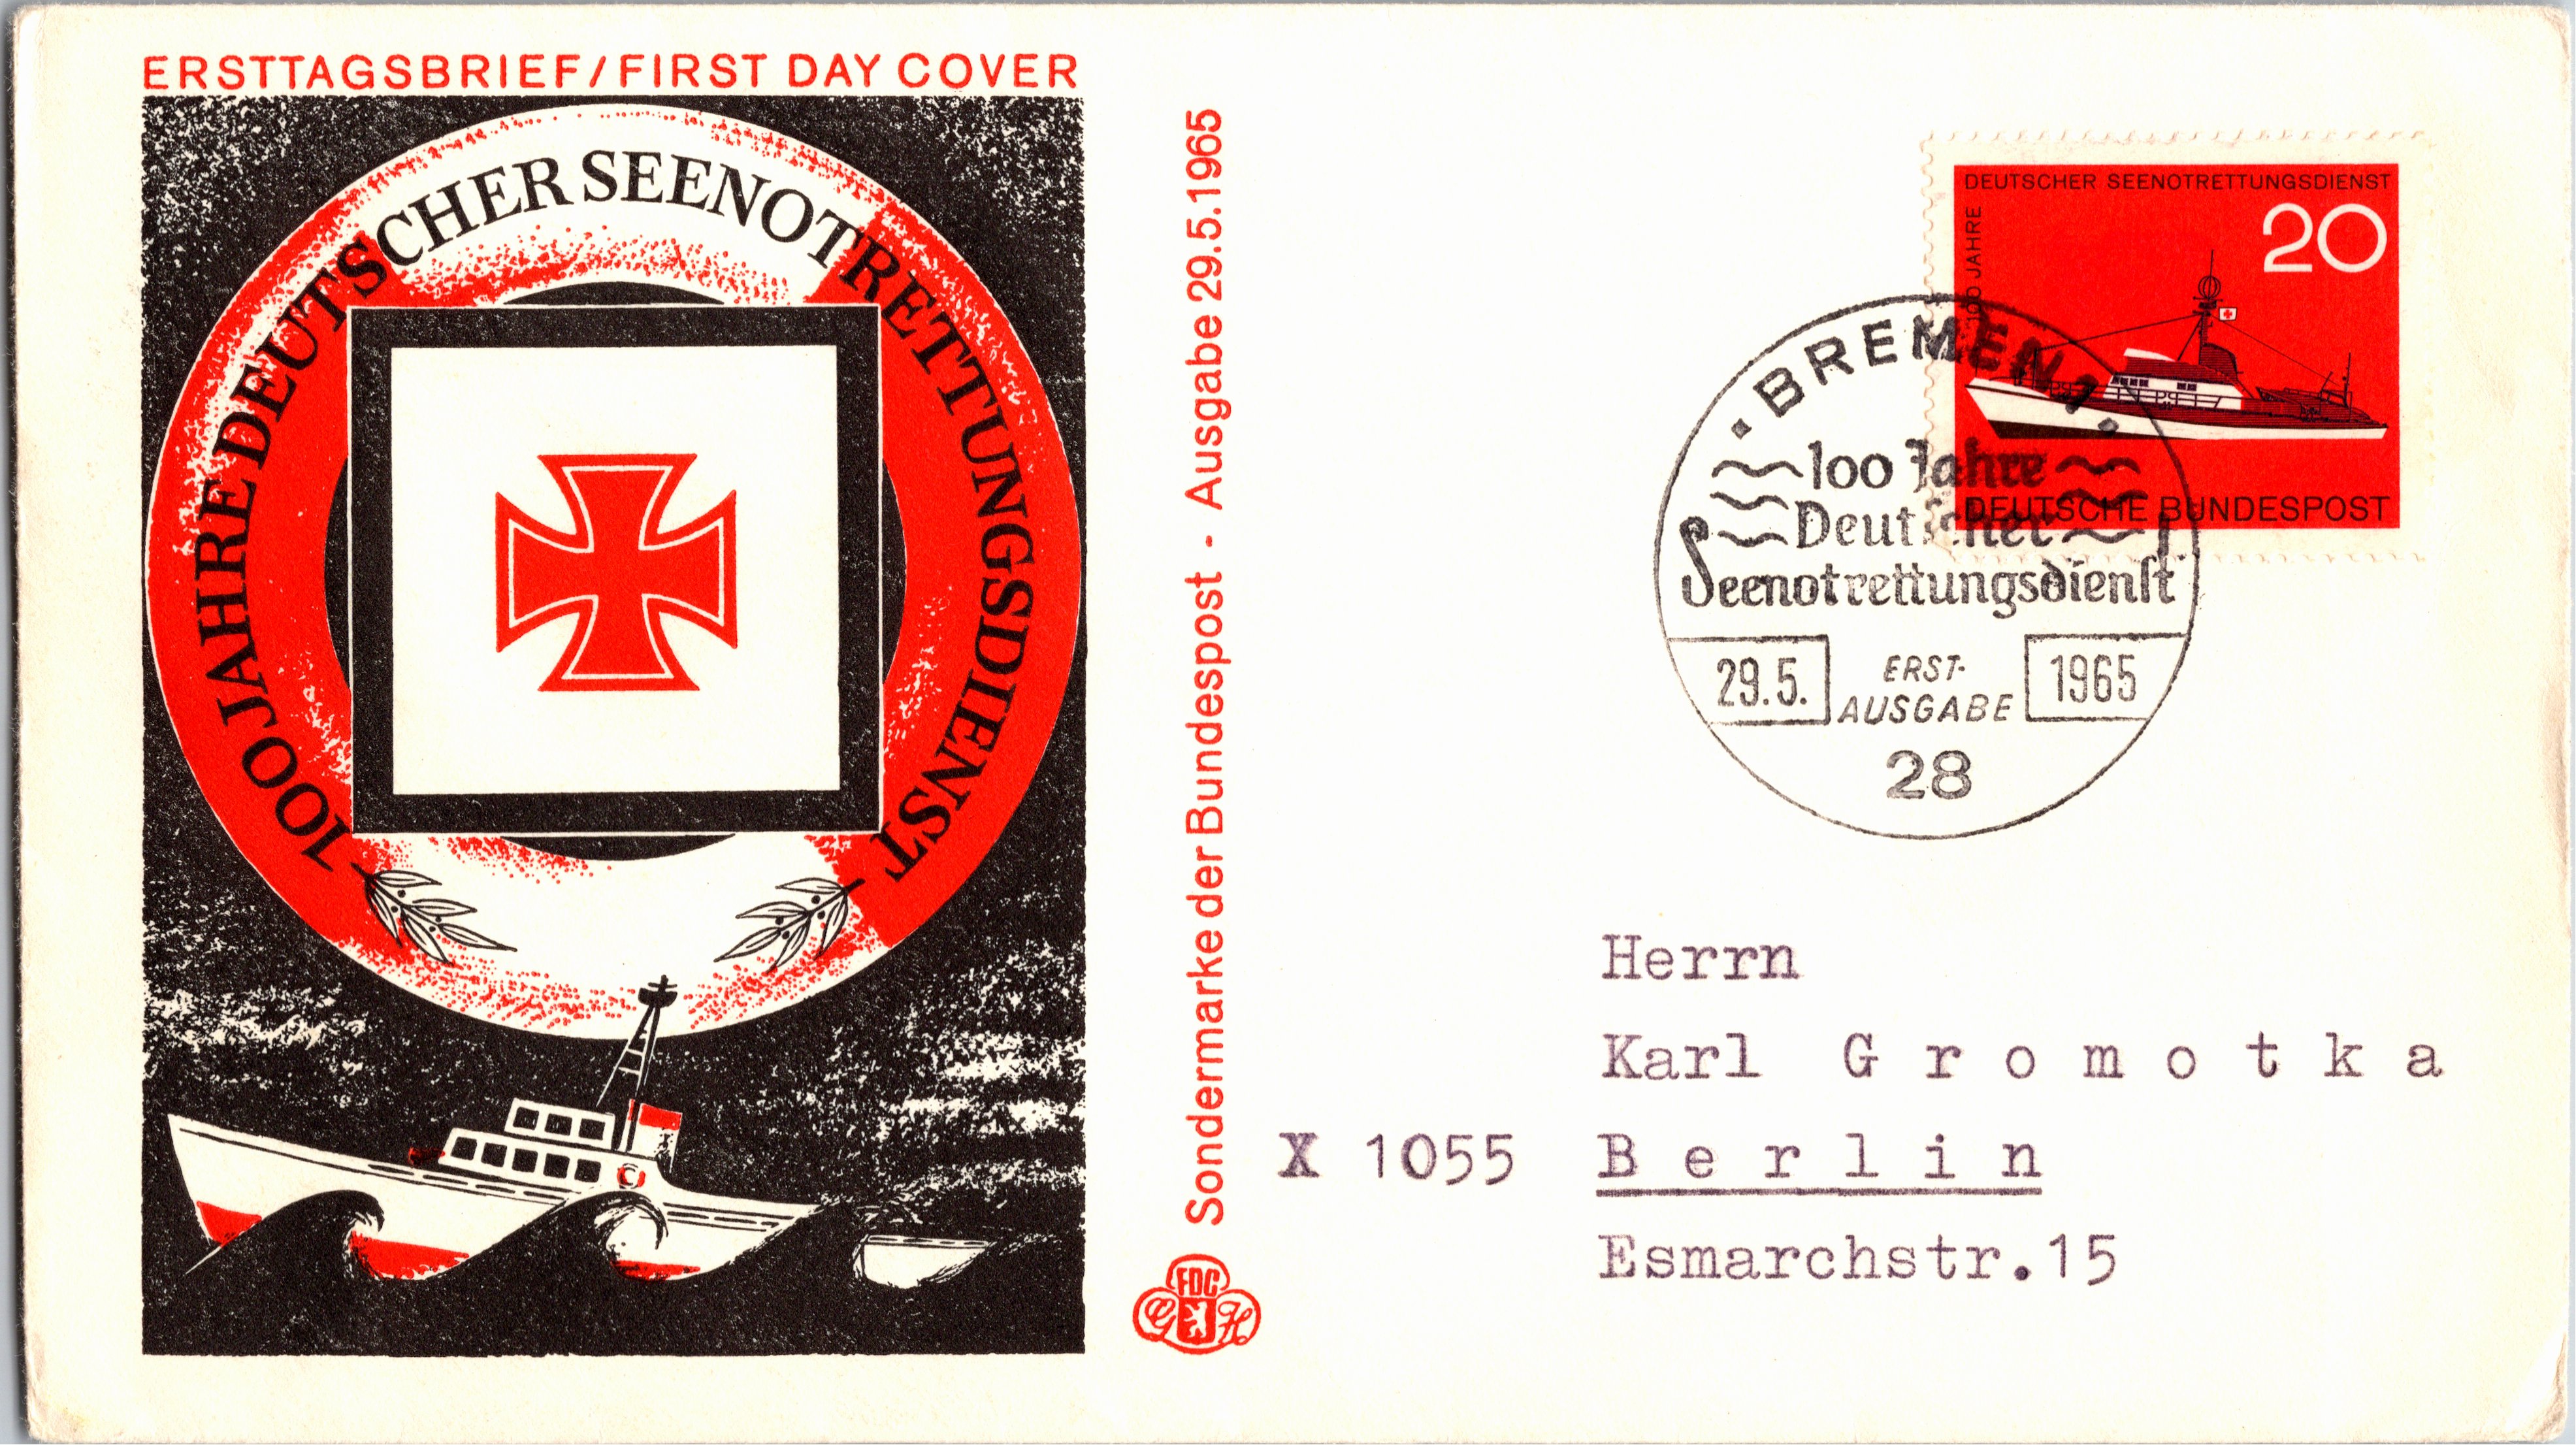 ERSTTAGSBRIEF/FIRST DAY COVER
100 JAHRE DEUTSCHER SEENOTRETTUNGSDIENST
Sondermarke der Bundespost - Ausgabe 29.5.1965
FDC
G H
DEUTSCHER SEENOTRETTUNGSDIENST
100 JAHRE
20
DEUTSCHE BUNDESPOST
• BREMEN 1 •
100 Jahre
Deutscher
Seenotrettungsdienst
29.5. ERST- 1965
AUSGABE
28
Herrn
Karl G r o m o t k a
X 1055 B e r l i n
Esmarchstr.15